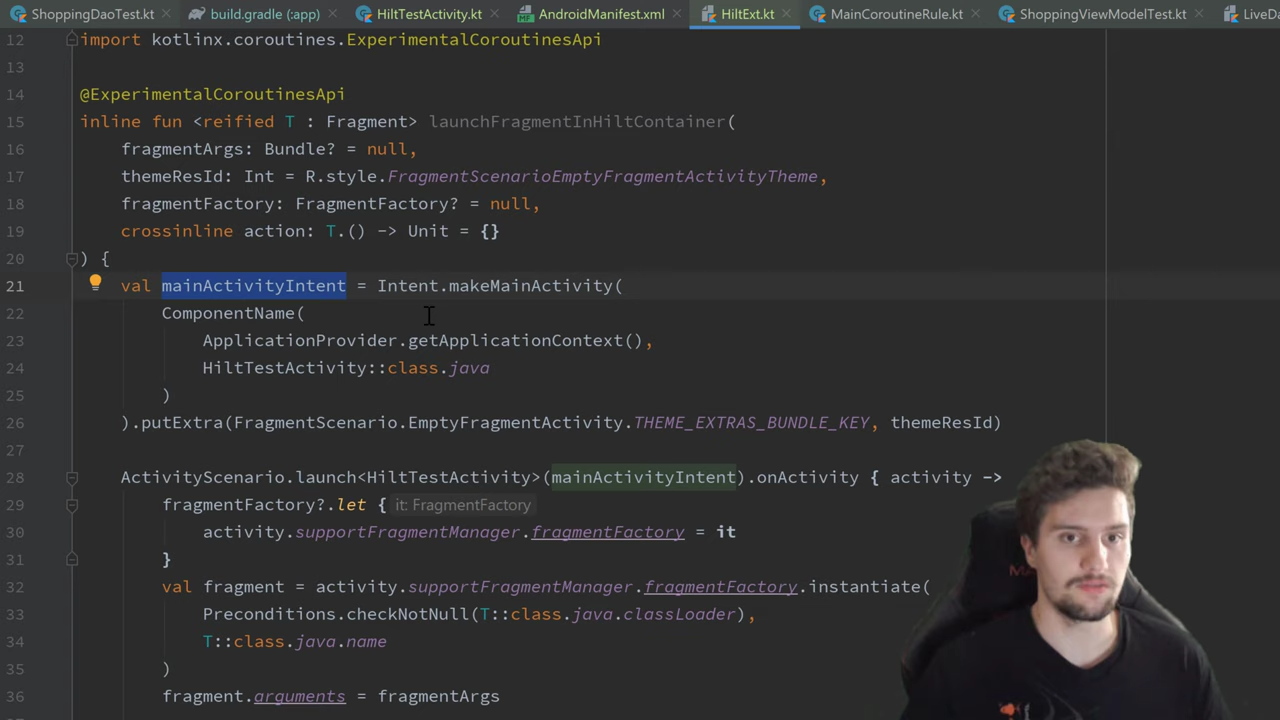 ShoppingDaoTest.kt
build.gradle (:app)
HiltTestActivity.kt
AndroidManifest.xml
HiltExt.kt
MainCoroutineRule.kt
ShoppingViewModelTest.kt
LiveDa
12 import kotlinx.coroutines.ExperimentalCoroutinesApi
13
14 @ExperimentalCoroutinesApi
15 inline fun <reified T : Fragment> launchFragmentInHiltContainer(
16 fragmentArgs: Bundle? = null,
17 themeResId: Int = R.style.FragmentScenarioEmptyFragmentActivityTheme,
18 fragmentFactory: FragmentFactory? = null,
19 crossinline action: T.() -> Unit = {}
20 ) {
21 val mainActivityIntent = Intent.makeMainActivity(
22 ComponentName(
23 ApplicationProvider.getApplicationContext(),
24 HiltTestActivity::class.java
25 )
26 ).putExtra(FragmentScenario.EmptyFragmentActivity.THEME_EXTRAS_BUNDLE_KEY, themeResId)
27
28 ActivityScenario.launch<HiltTestActivity>(mainActivityIntent).onActivity { activity ->
29 fragmentFactory?.let { it: FragmentFactory
30 activity.supportFragmentManager.fragmentFactory = it
31 }
32 val fragment = activity.supportFragmentManager.fragmentFactory.instantiate(
33 Preconditions.checkNotNull(T::class.java.classLoader),
34 T::class.java.name
35 )
36 fragment.arguments = fragmentArgs